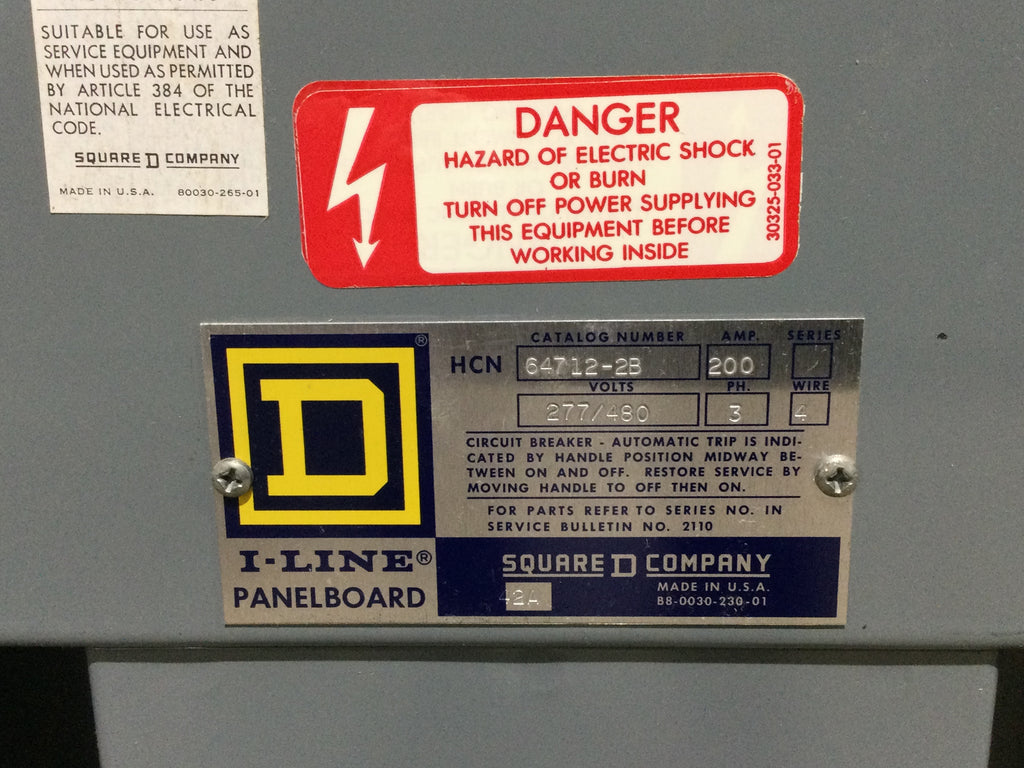 SUITABLE FOR USE AS
SERVICE EQUIPMENT AND
WHEN USED AS PERMITTED
BY ARTICLE 384 OF THE
NATIONAL ELECTRICAL
CODE.
SQUARE D COMPANY
MADE IN U.S.A. 80030-265-01
DANGER
HAZARD OF ELECTRIC SHOCK
OR BURN
TURN OFF POWER SUPPLYING
THIS EQUIPMENT BEFORE
WORKING INSIDE
30325-033-01
D ®
CATALOG NUMBER AMP. SERIES
HCN 64712-2B 200
VOLTS PH. WIRE
277/480 3 4
CIRCUIT BREAKER - AUTOMATIC TRIP IS INDI-
CATED BY HANDLE POSITION MIDWAY BE-
TWEEN ON AND OFF. RESTORE SERVICE BY
MOVING HANDLE TO OFF THEN ON.
FOR PARTS REFER TO SERIES NO. IN
SERVICE BULLETIN NO. 2110
I-LINE®
PANELBOARD
SQUARE D COMPANY
MADE IN U.S.A.
B8-0030-230-01